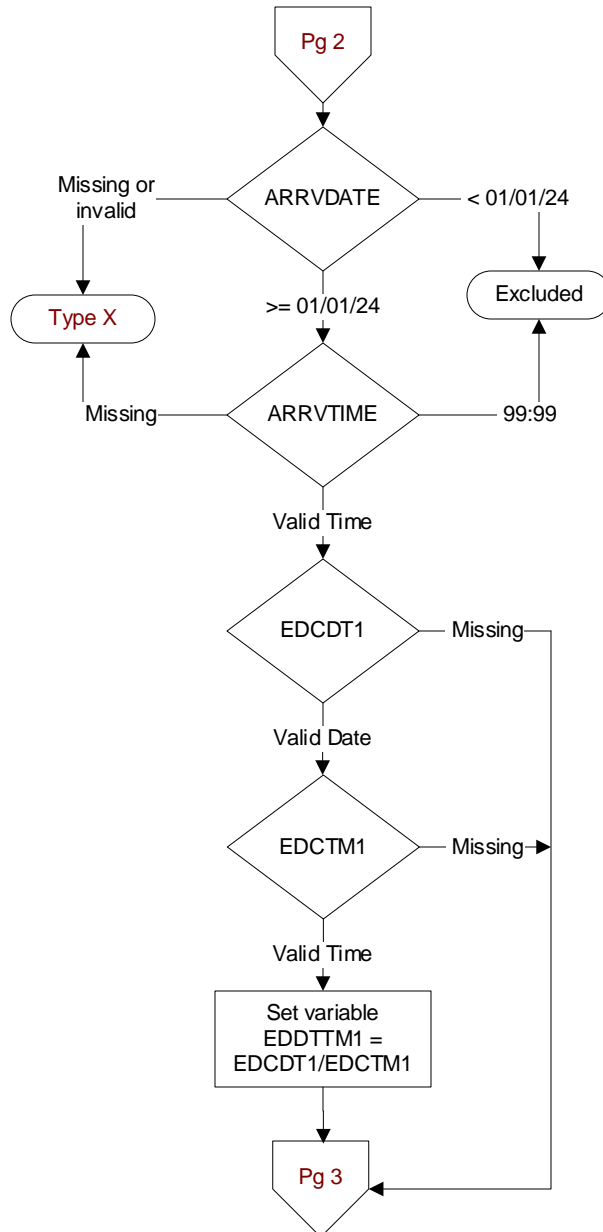 Pg 2
ARRVDATE
Missing or
invalid
< 01/01/24
Type X
Excluded
>= 01/01/24
ARRVTIME
Missing
99:99
Valid Time
EDCDT1
Missing
Valid Date
EDCTM1
Missing
Valid Time
Set variable
EDDTTM1 =
EDCDT1/EDCTM1
Pg 3